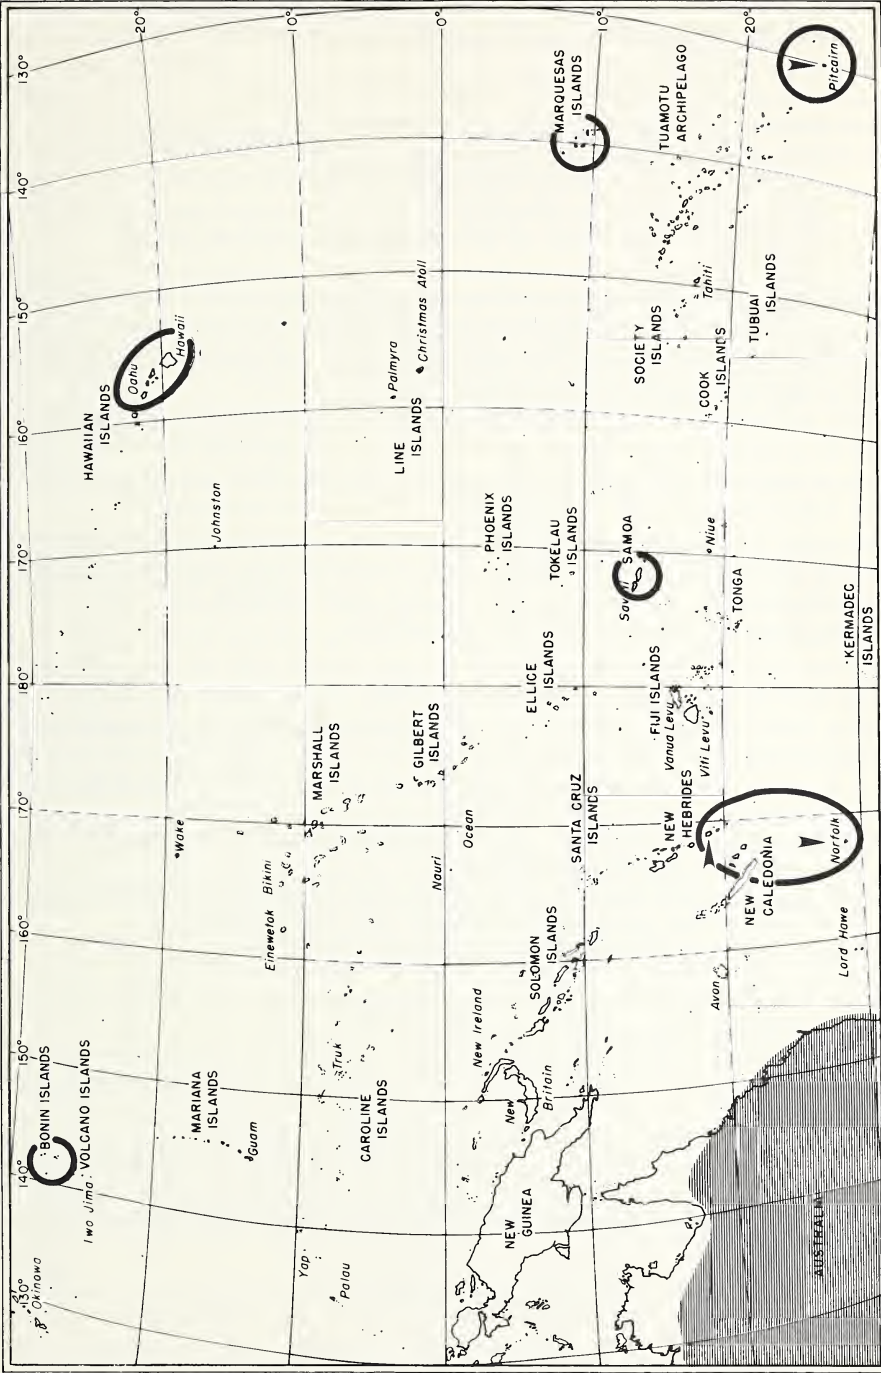 130°
140°
150°
160°
170°
180°
170°
160°
150°
140°
130°
20°
10°
0°
10°
20°
Okinawa
BONIN ISLANDS
VOLCANO ISLANDS
Iwo Jima
MARIANA
ISLANDS
Guam
Yap
Palau
Truk
CAROLINE
ISLANDS
Wake
Einewetok
Bikini
MARSHALL
ISLANDS
GILBERT
ISLANDS
Nauri
Ocean
HAWAIIAN
ISLANDS
Oahu
Hawaii
Johnston
Palmyra
Christmas Atoll
LINE
ISLANDS
PHOENIX
ISLANDS
TOKELAU
ISLANDS
ELLICE
ISLANDS
NEW
GUINEA
New Ireland
New
Britain
SOLOMON
ISLANDS
SANTA CRUZ
ISLANDS
NEW
HEBRIDES
NEW
CALEDONIA
Avon
Lord Hawe
Norfolk
AUSTRALIA
FIJI ISLANDS
Vanua Levu
Viti Levu
SAMOA
Niue
TONGA
KERMADEC
ISLANDS
MARQUESAS
ISLANDS
TUAMOTU
ARCHIPELAGO
SOCIETY
ISLANDS
Tahiti
COOK
ISLANDS
TUBUAI
ISLANDS
Pitcairn